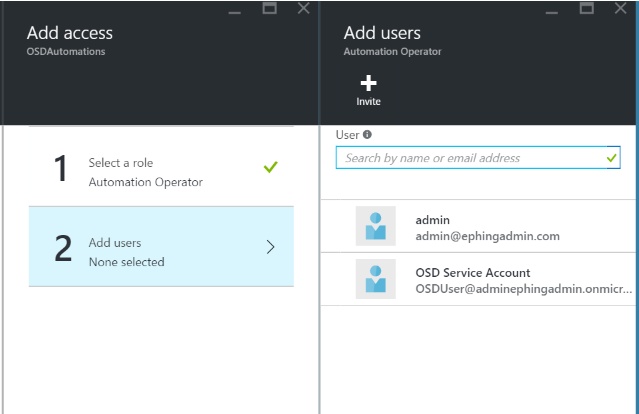 Add access
OSDAutomations
Add users
Automation Operator
Invite
1
Select a role
Automation Operator
2
Add users
None selected
User
Search by name or email address
admin
admin@ephingadmin.com
OSD Service Account
OSDUser@adminephingadmin.onmicr...